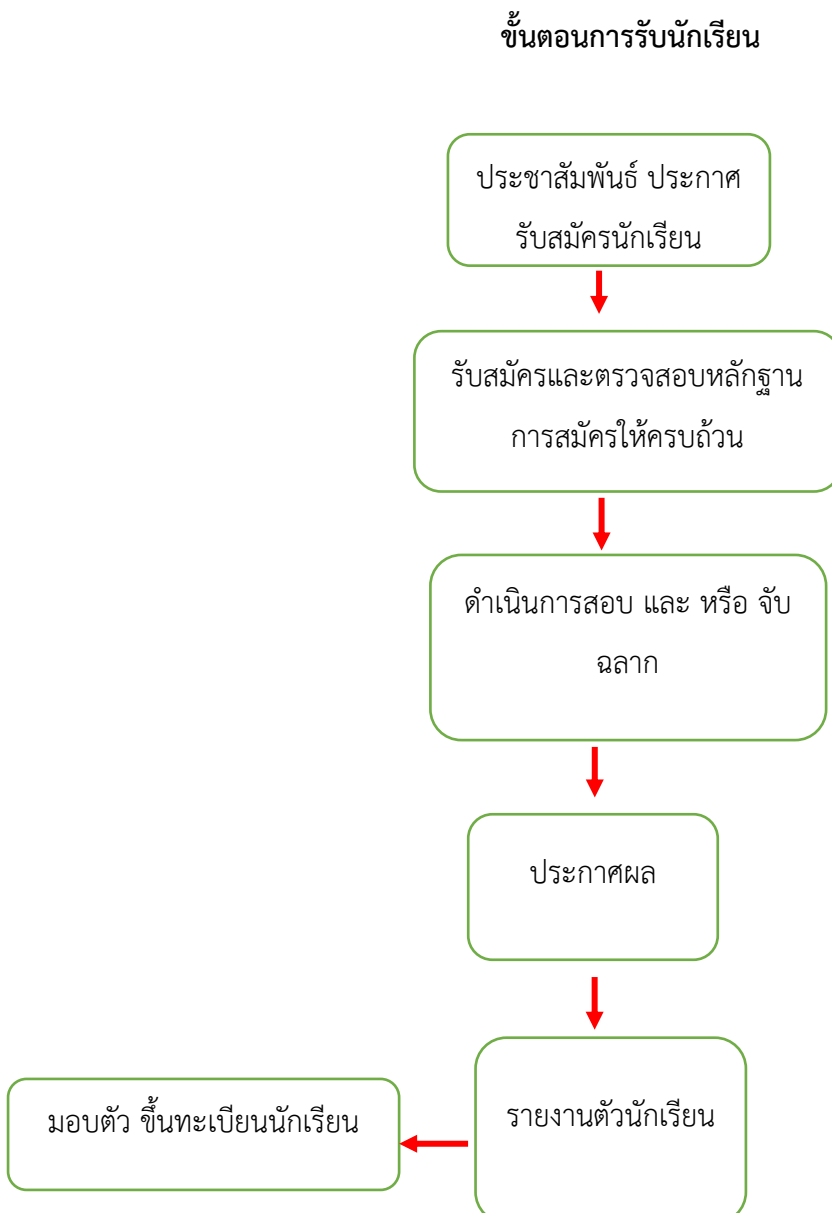 ขั้นตอนการรับนักเรียน
ประชาสัมพันธ์ ประกาศ
รับสมัครนักเรียน
รับสมัครและตรวจสอบหลักฐาน
การสมัครให้ครบถ้วน
ดำเนินการสอบ และ หรือ จับ
ฉลาก
ประกาศผล
รายงานตัวนักเรียน
มอบตัว ขึ้นทะเบียนนักเรียน